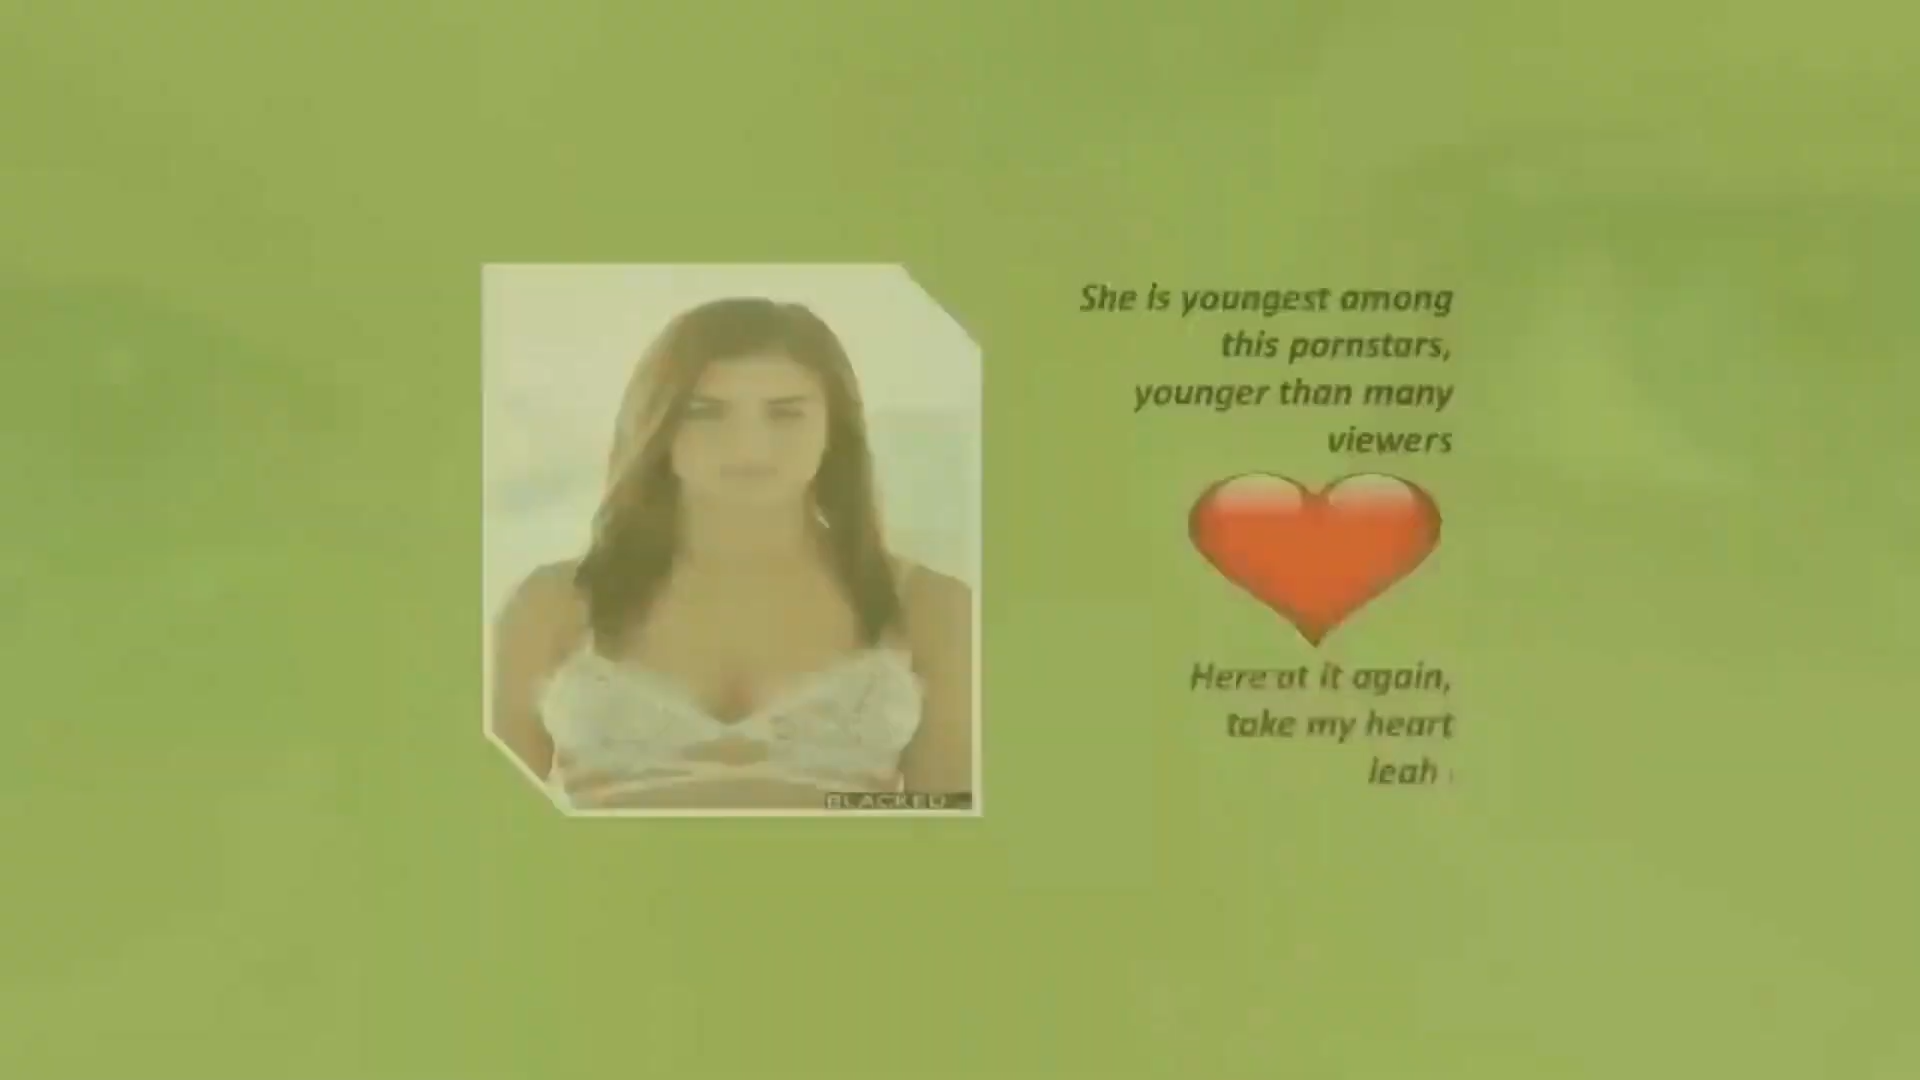 She is youngest among
this pornstars,
younger than many
viewers
Here at it again,
take my heart
leah
BLACKED